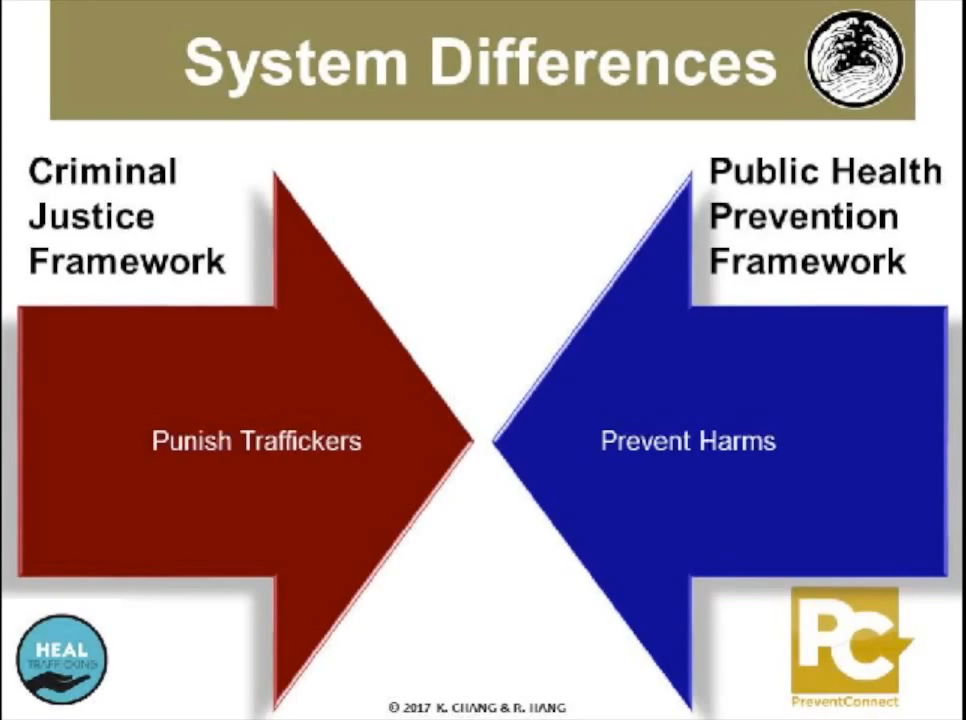 System Differences
Criminal
Justice
Framework
Public Health
Prevention
Framework
Punish Traffickers
Prevent Harms
HEAL
TRAFFICKING
PC
PreventConnect
© 2017 K. CHANG & R. HANG